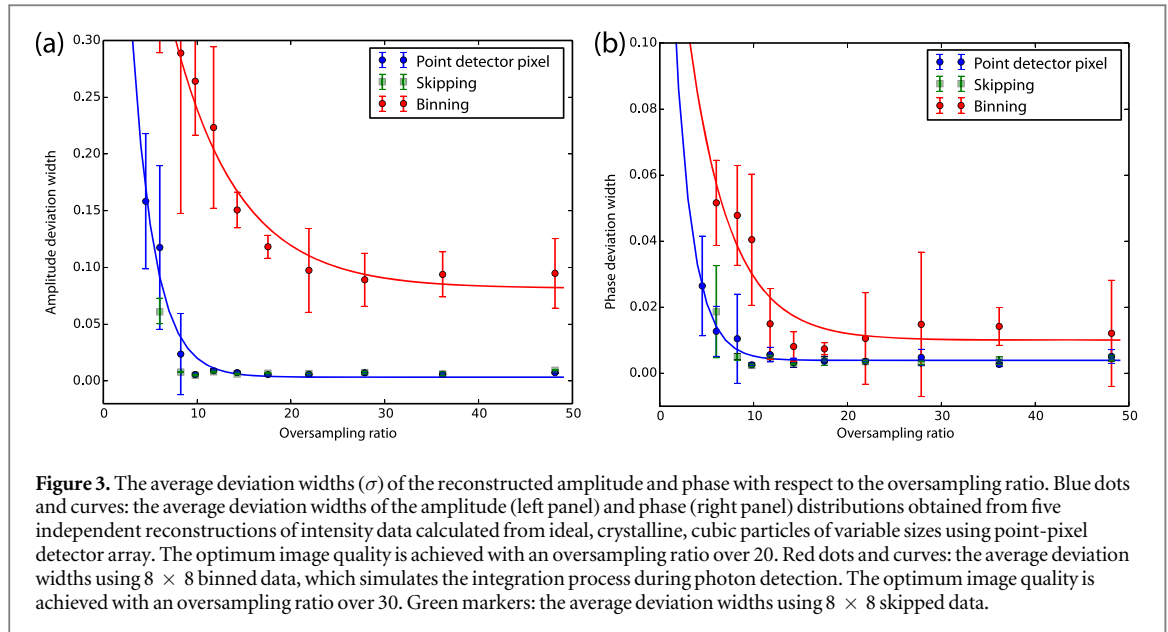 (a)
0.30
0.25
0.20
0.15
0.10
0.05
0.00
Amplitude deviation width
Point detector pixel
Skipping
Binning
0 10 20 30 40 50
Oversampling ratio
(b)
0.10
0.08
0.06
0.04
0.02
0.00
Phase deviation width
Point detector pixel
Skipping
Binning
0 10 20 30 40 50
Oversampling ratio
Figure 3. The average deviation widths (σ) of the reconstructed amplitude and phase with respect to the oversampling ratio. Blue dots
and curves: the average deviation widths of the amplitude (left panel) and phase (right panel) distributions obtained from five
independent reconstructions of intensity data calculated from ideal, crystalline, cubic particles of variable sizes using point-pixel
detector array. The optimum image quality is achieved with an oversampling ratio over 20. Red dots and curves: the average deviation
widths using 8 × 8 binned data, which simulates the integration process during photon detection. The optimum image quality is
achieved with an oversampling ratio over 30. Green markers: the average deviation widths using 8 × 8 skipped data.